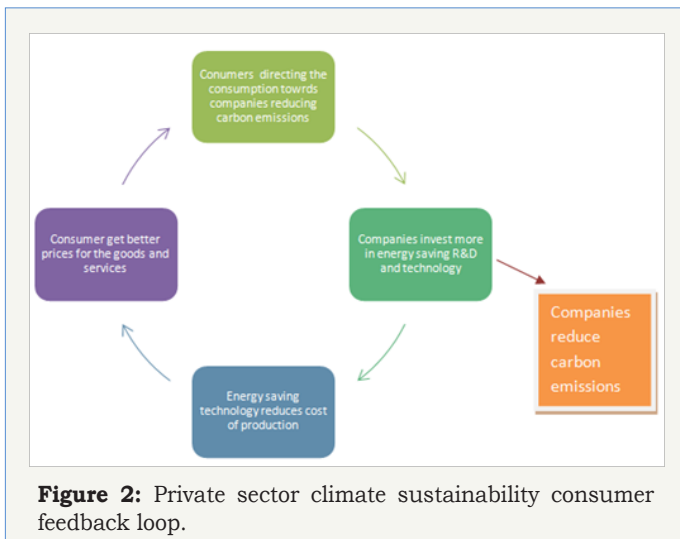 Conumers directing the
consumption towrds
companies reducing
carbon emissions
Consumer get better
prices for the goods and
services
Companies invest more
in energy saving R&D
and technology
Companies
reduce
carbon
emissions
Energy saving
technology reduces cost
of production
Figure 2: Private sector climate sustainability consumer
feedback loop.